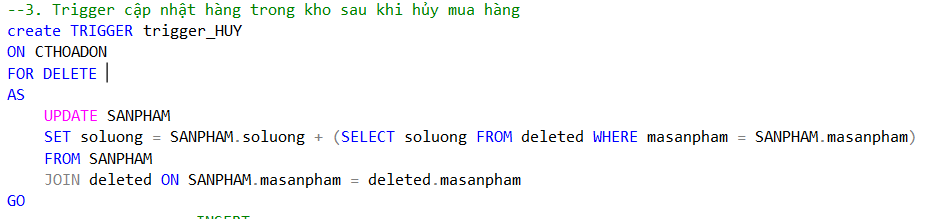 --3. Trigger cập nhật hàng trong kho sau khi hủy mua hàng
create TRIGGER trigger_HUY
ON CTHOADON
FOR DELETE
AS
UPDATE SANPHAM
SET soluong = SANPHAM.soluong + (SELECT soluong FROM deleted WHERE masanpham = SANPHAM.masanpham)
FROM SANPHAM
JOIN deleted ON SANPHAM.masanpham = deleted.masanpham
GO
INSERT